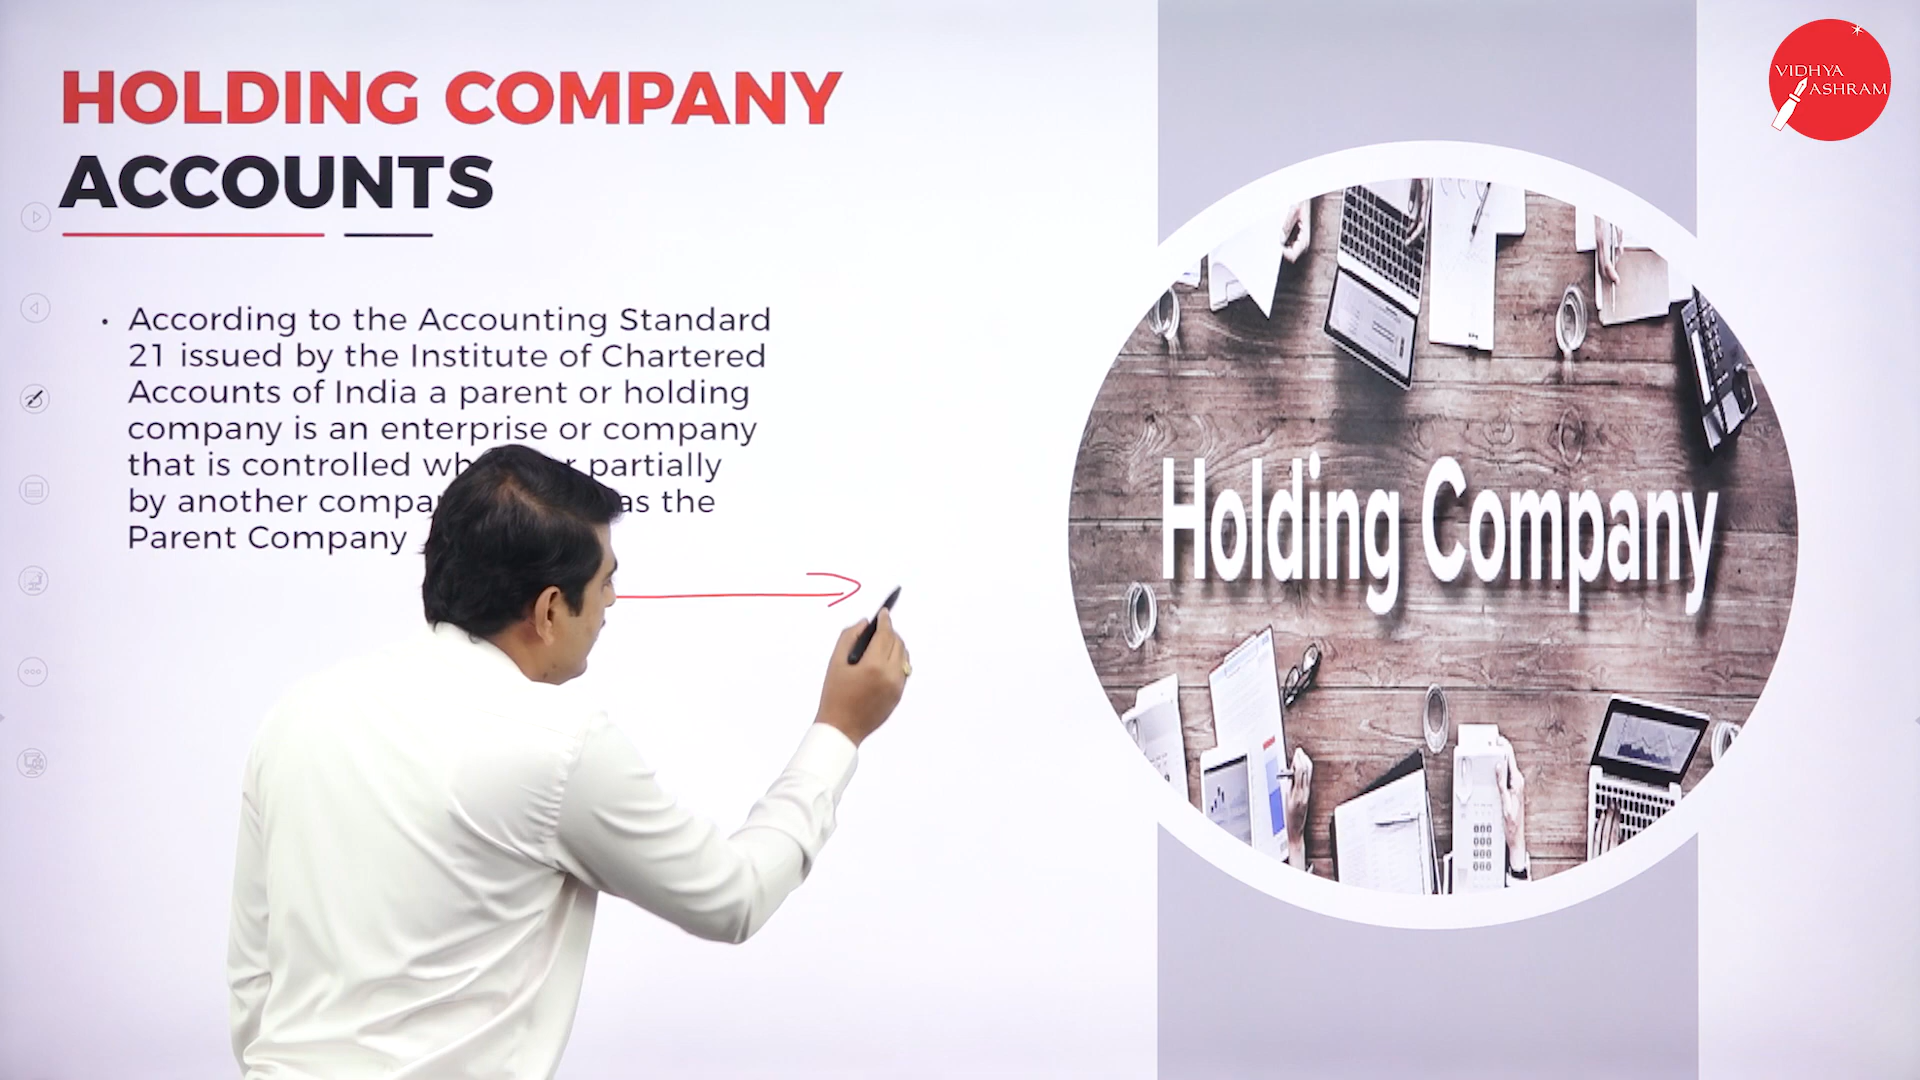 HOLDING COMPANY
ACCOUNTS
VIDHYA
ASHRAM
• According to the Accounting Standard
21 issued by the Institute of Chartered
Accounts of India a parent or holding
company is an enterprise or company
that is controlled partially
by another as the
Parent Company
Holding Company